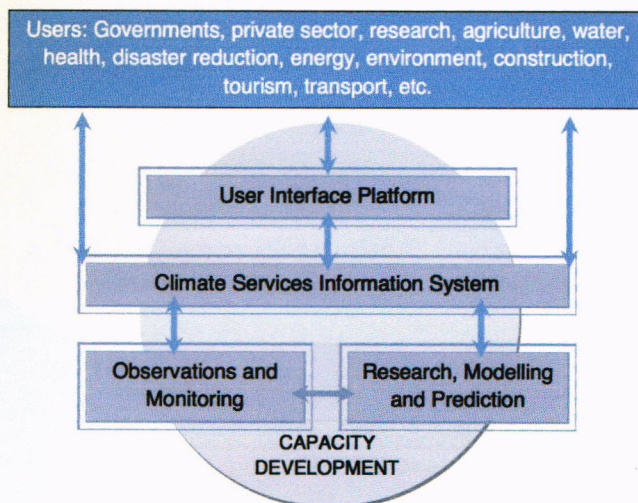 Users: Governments, private sector, research, agriculture, water,
health, disaster reduction, energy, environment, construction,
tourism, transport, etc.
User Interface Platform
Climate Services Information System
Observations and
Monitoring
Research, Modelling
and Prediction
CAPACITY
DEVELOPMENT